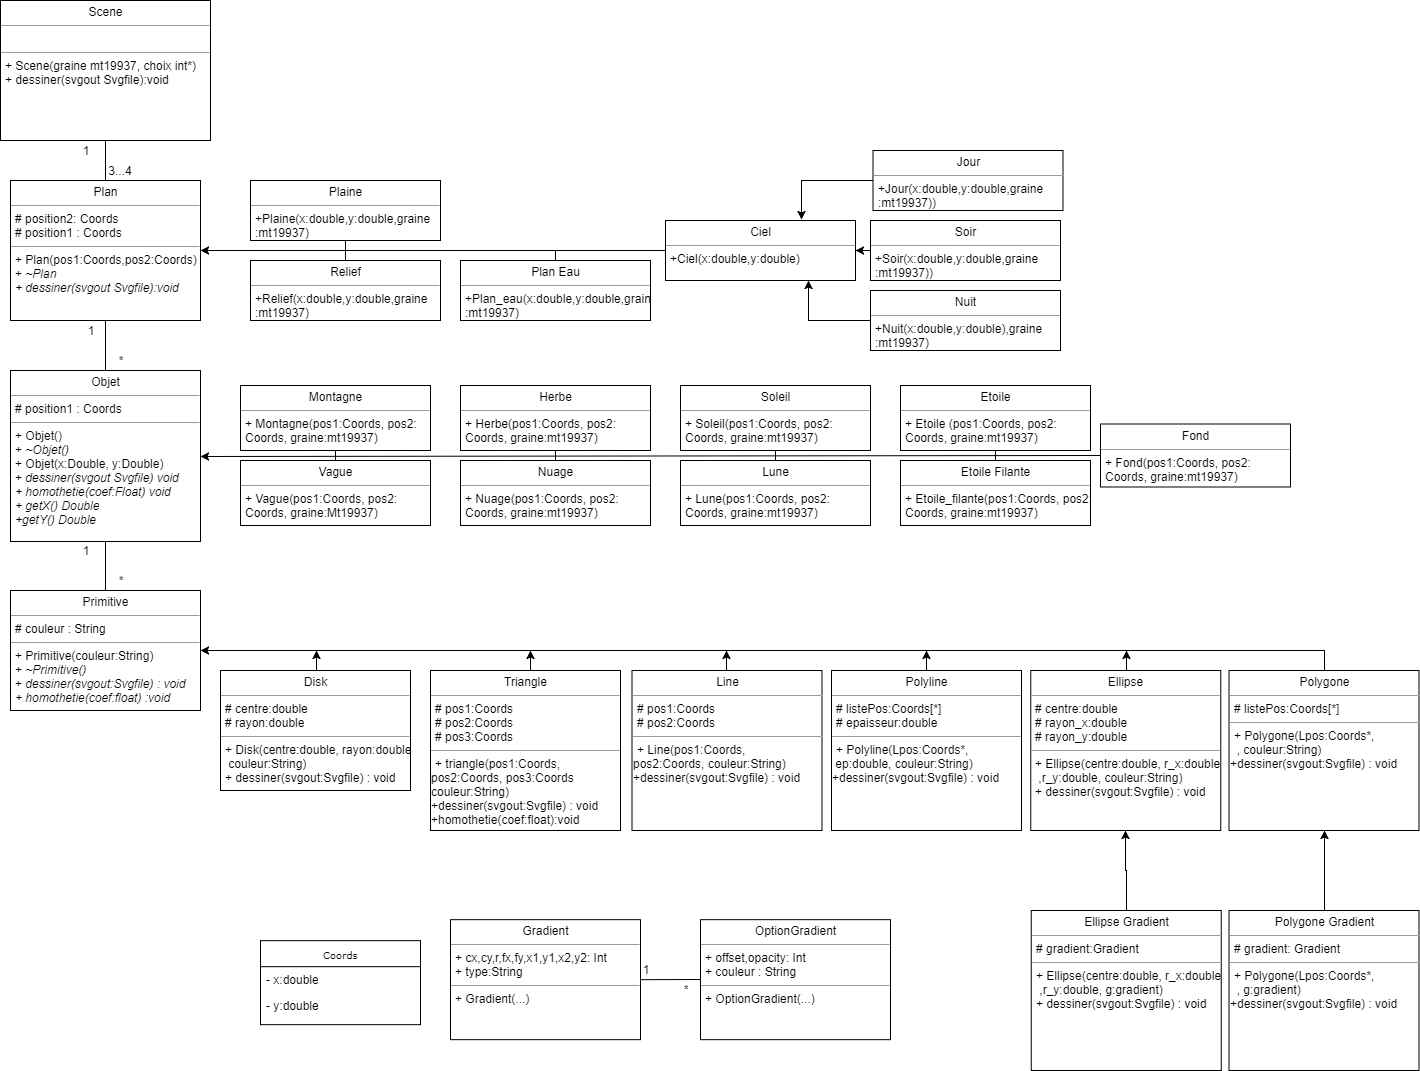 Scene
+ Scene(graine mt19937, choix int*)
+ dessiner(svgout Svgfile):void
1
3...4
Plan
# position2: Coords
# position1 : Coords
+ Plan(pos1:Coords,pos2:Coords)
+ ~Plan
+ dessiner(svgout Svgfile):void
Plaine
+Plaine(x:double,y:double,graine
:mt19937)
Relief
+Relief(x:double,y:double,graine
:mt19937)
Plan Eau
+Plan_eau(x:double,y:double,grain
:mt19937)
Ciel
+Ciel(x:double,y:double)
Jour
+Jour(x:double,y:double,graine
:mt19937))
Soir
+Soir(x:double,y:double,graine
:mt19937))
Nuit
+Nuit(x:double,y:double),graine
:mt19937)
1
*
Objet
# position1 : Coords
+ Objet()
+ ~Objet()
+ Objet(x:Double, y:Double)
+ dessiner(svgout Svgfile) void
+ homothetie(coef:Float) void
+ getX() Double
+getY() Double
Montagne
+ Montagne(pos1:Coords, pos2:
Coords, graine:mt19937)
Herbe
+ Herbe(pos1:Coords, pos2:
Coords, graine:mt19937)
Soleil
+ Soleil(pos1:Coords, pos2:
Coords, graine:mt19937)
Etoile
+ Etoile (pos1:Coords, pos2:
Coords, graine:mt19937)
Fond
+ Fond(pos1:Coords, pos2:
Coords, graine:mt19937)
Vague
+ Vague(pos1:Coords, pos2:
Coords, graine:Mt19937)
Nuage
+ Nuage(pos1:Coords, pos2:
Coords, graine:mt19937)
Lune
+ Lune(pos1:Coords, pos2:
Coords, graine:mt19937)
Etoile Filante
+ Etoile_filante(pos1:Coords, pos2
Coords, graine:mt19937)
1
*
Primitive
# couleur : String
+ Primitive(couleur:String)
+ ~Primitive()
+ dessiner(svgout:Svgfile) : void
+ homothetie(coef:float) :void
Disk
# centre:double
# rayon:double
+ Disk(centre:double, rayon:double
couleur:String)
+ dessiner(svgout:Svgfile) : void
Triangle
# pos1:Coords
# pos2:Coords
# pos3:Coords
+ triangle(pos1:Coords,
pos2:Coords, pos3:Coords
couleur:String)
+dessiner(svgout:Svgfile) : void
+homothetie(coef:float):void
Line
# pos1:Coords
# pos2:Coords
+ Line(pos1:Coords,
pos2:Coords, couleur:String)
+dessiner(svgout:Svgfile) : void
Polyline
# listePos:Coords[*]
# epaisseur:double
+ Polyline(Lpos:Coords*,
ep:double, couleur:String)
+dessiner(svgout:Svgfile) : void
Ellipse
# centre:double
# rayon_x:double
# rayon_y:double
+ Ellipse(centre:double, r_x:double
,r_y:double, couleur:String)
+ dessiner(svgout:Svgfile) : void
Polygone
# listePos:Coords[*]
+ Polygone(Lpos:Coords*,
, couleur:String)
+dessiner(svgout:Svgfile) : void
Coords
- x:double
- y:double
Gradient
+ cx,cy,r,fx,fy,x1,y1,x2,y2: Int
+ type:String
+ Gradient(...)
1
*
OptionGradient
+ offset,opacity: Int
+ couleur : String
+ OptionGradient(...)
Ellipse Gradient
# gradient:Gradient
+ Ellipse(centre:double, r_x:double
,r_y:double, g:gradient)
+ dessiner(svgout:Svgfile) : void
Polygone Gradient
# gradient: Gradient
+ Polygone(Lpos:Coords*,
, g:gradient)
+dessiner(svgout:Svgfile) : void